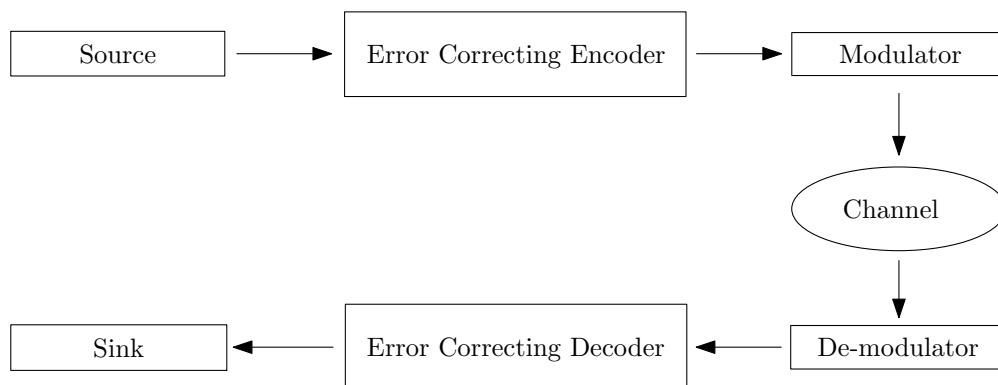 Source
Error Correcting Encoder
Modulator
Channel
De-modulator
Error Correcting Decoder
Sink